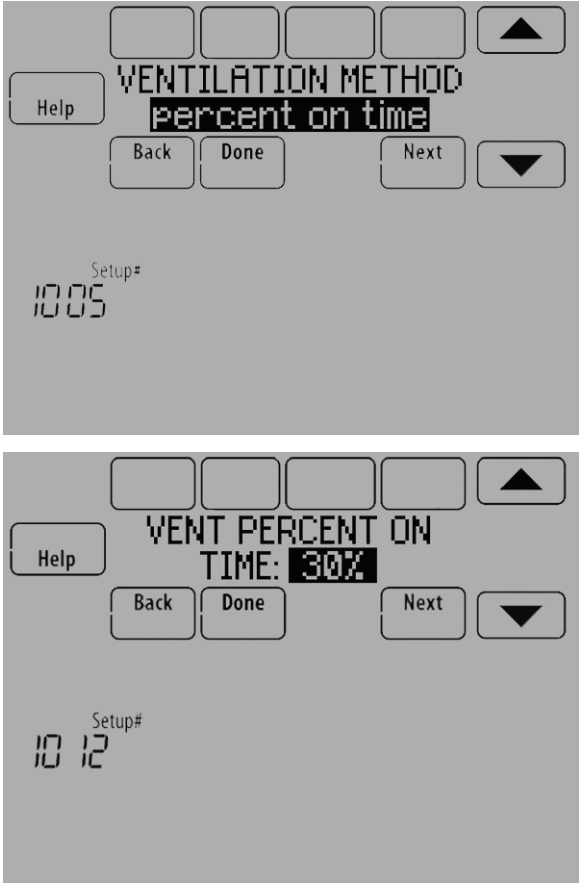 VENTILATION METHOD
Help
percent on time
Back Done Next
Setup#
1005
VENT PERCENT ON
Help
TIME: 30%
Back Done Next
Setup#
1012